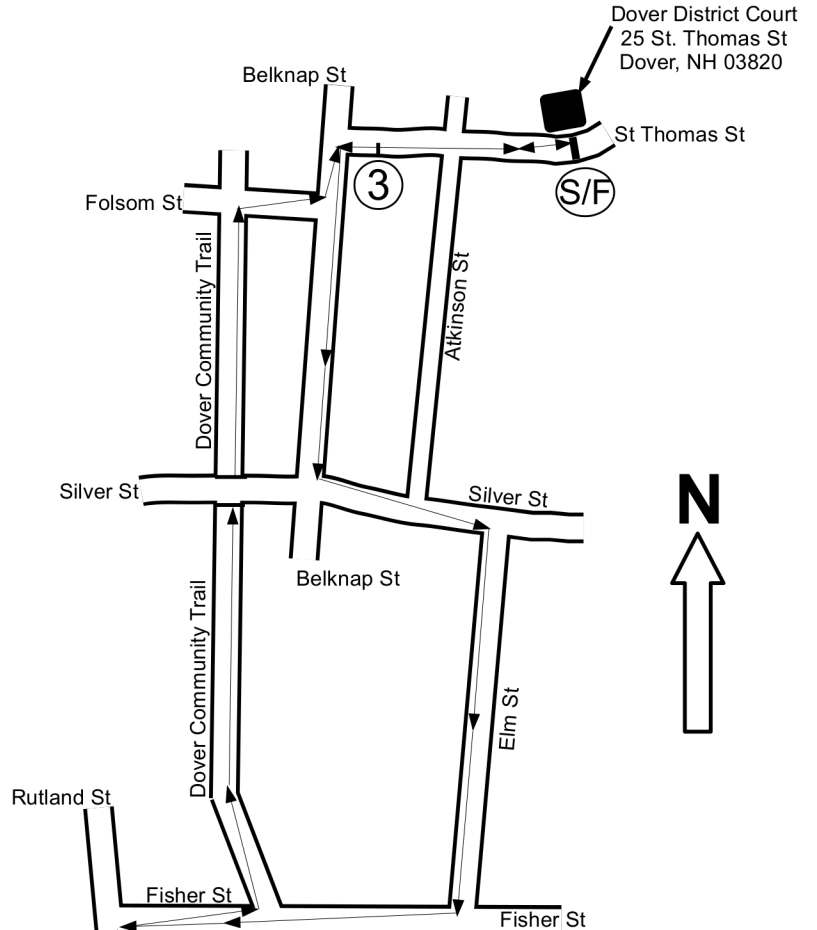 Dover District Court
25 St. Thomas St
Dover, NH 03820
Belknap St
St Thomas St
3
S/F
Folsom St
Dover Community Trail
Atkinson St
Silver St
Silver St
N
Belknap St
Dover Community Trail
Elm St
Rutland St
Fisher St
Fisher St